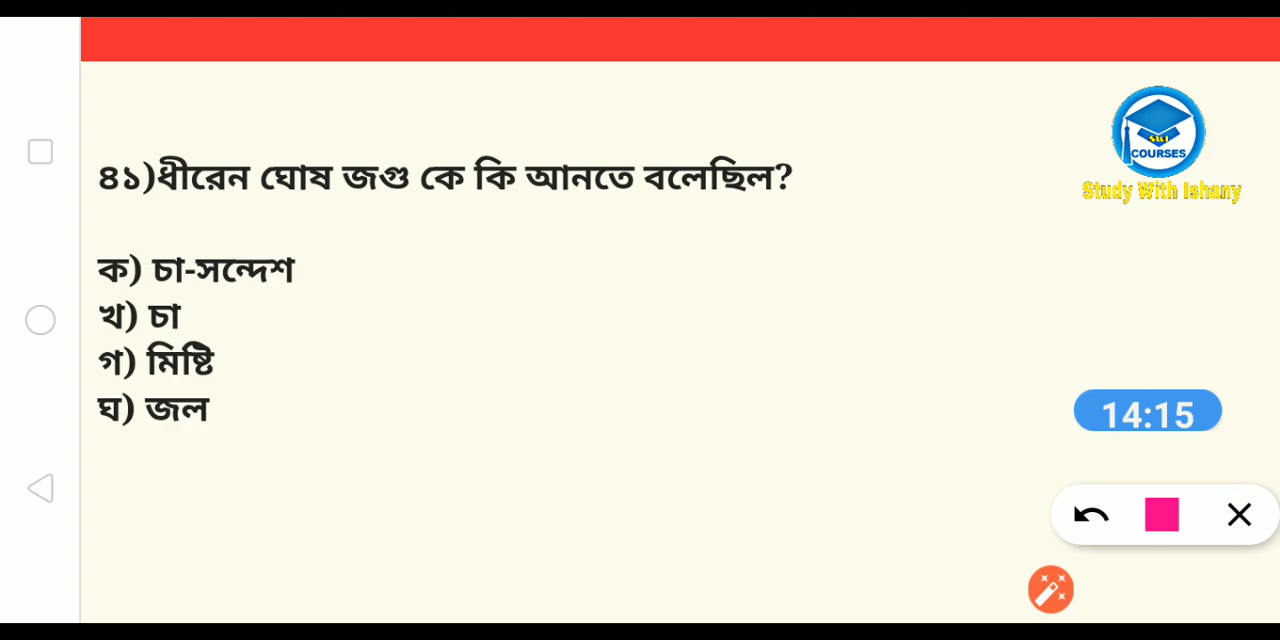 ৪১)ধীরেন ঘোষ জগু কে কি আনতে বলেছিল?
ক) চা-সন্দেশ
খ) চা
গ) মিষ্টি
ঘ) জল
COURSES
Study With Ishany
14:15